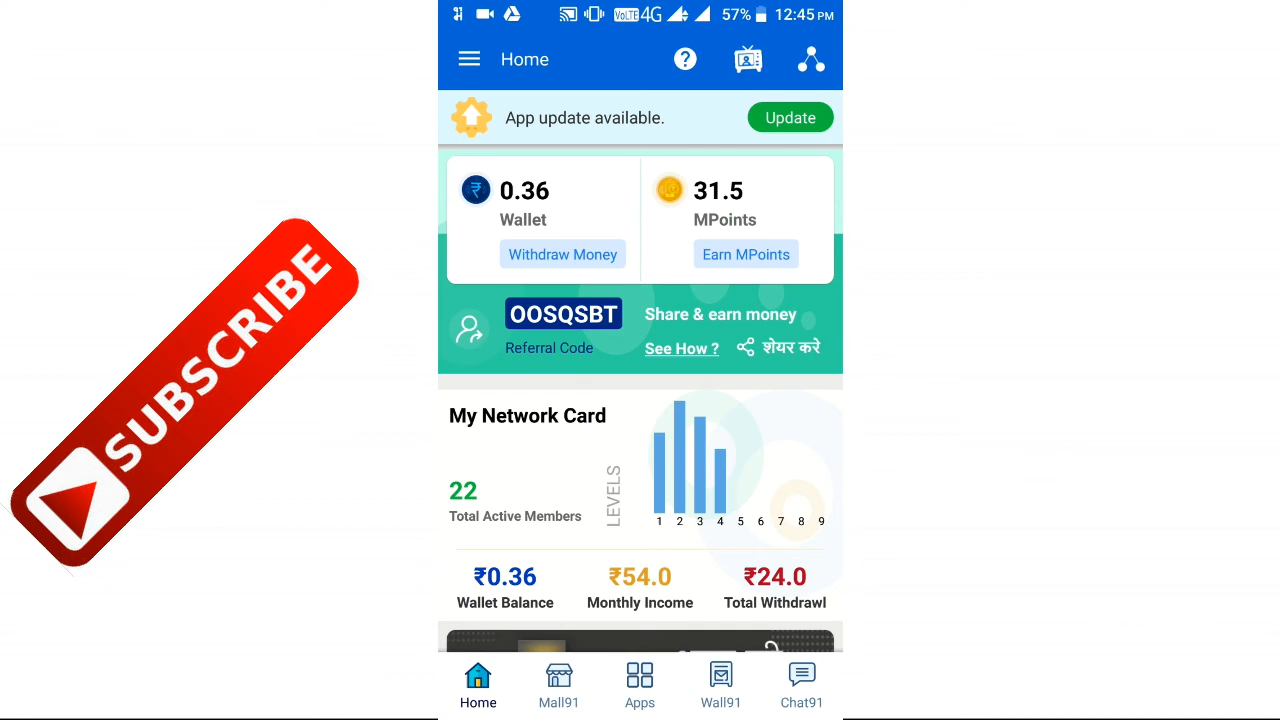 VoLTE 4G 57% 12:45 PM
Home
App update available. Update
0.36 31.5
Wallet MPoints
Withdraw Money Earn MPoints
OOSQSBT Share & earn money
Referral Code See How ? शेयर करे
SUBSCRIBE
My Network Card
LEVELS
22
Total Active Members
1 2 3 4 5 6 7 8 9
₹0.36 ₹54.0 ₹24.0
Wallet Balance Monthly Income Total Withdrawl
Home Mall91 Apps Wall91 Chat91